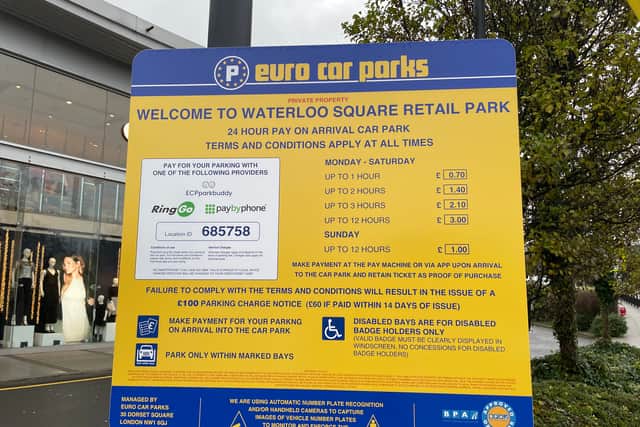 P euro car parks
PRIVATE PROPERTY
WELCOME TO WATERLOO SQUARE RETAIL PARK
24 HOUR PAY ON ARRIVAL CAR PARK
TERMS AND CONDITIONS APPLY AT ALL TIMES
PAY FOR YOUR PARKING WITH
ONE OF THE FOLLOWING PROVIDERS
ECParkbuddy
RingGo paybyphone
Location ID 685758
MONDAY - SATURDAY
UP TO 1 HOUR £ 0.70
UP TO 2 HOURS £ 1.40
UP TO 3 HOURS £ 2.10
UP TO 12 HOURS £ 3.00
SUNDAY
UP TO 12 HOURS £ 1.00
MAKE PAYMENT AT THE PAY MACHINE OR VIA APP UPON ARRIVAL
TO THE CAR PARK AND RETAIN TICKET AS PROOF OF PURCHASE
FAILURE TO COMPLY WITH THE TERMS AND CONDITIONS WILL RESULT IN THE ISSUE OF A
£100 PARKING CHARGE NOTICE (£60 IF PAID WITHIN 14 DAYS OF ISSUE)
MAKE PAYMENT FOR YOUR PARKNG
ON ARRIVAL INTO THE CAR PARK
PARK ONLY WITHIN MARKED BAYS
DISABLED BAYS ARE FOR DISABLED
BADGE HOLDERS ONLY
(VALID BADGE MUST BE CLEARLY DISPLAYED IN
WINDSCREEN, NO CONCESSIONS FOR DISABLED
BADGE HOLDERS)
MANAGED BY
EURO CAR PARKS
30 DORSET SQUARE
LONDON NW1 6QJ
WE ARE USING AUTOMATIC NUMBER PLATE RECOGNITION
AND/OR HANDHELD CAMERAS TO CAPTURE
IMAGES OF VEHICLE NUMBER PLATES
TO MONITOR AND ENFORCE THE
BPA
APPROVED